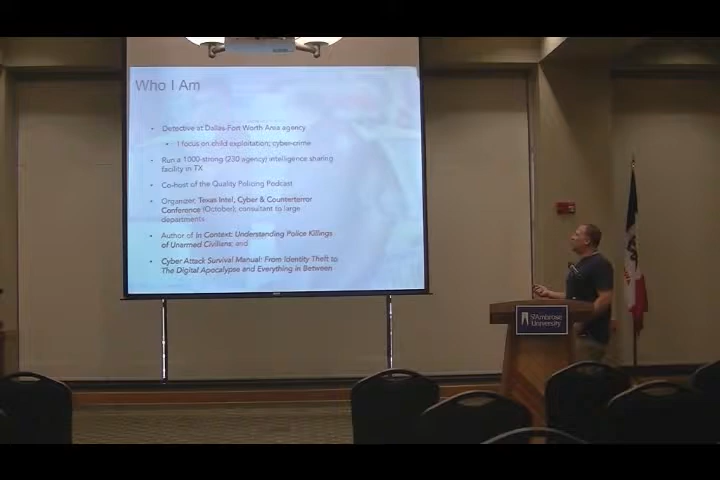 Who I Am
• Detective at Dallas-Fort Worth Area agency
• I focus on child exploitation; cyber-crime
• Run a 1000-strong (230 agency) intelligence sharing
facility in TX
• Co-host of the Quality Policing Podcast
• Organizer, Texas Intel, Cyber & Counterterror
Conference (October); consultant to large
departments
• Author of In Context: Understanding Police Killings
of Unarmed Civilians; and
• Cyber Attack Survival Manual: From Identity Theft to
The Digital Apocalypse and Everything in Between
St. Ambrose
University